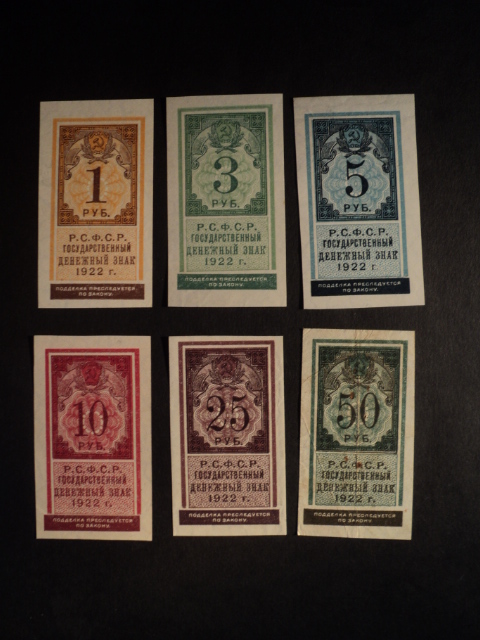 1
РУБ.
Р.С.Ф.С.Р.
ГОСУДАРСТВЕННЫЙ
ДЕНЕЖНЫЙ ЗНАК
1922 г.
ПОДДЕЛКА ПРЕСЛЕДУЕТСЯ
ПО ЗАКОНУ.
3
РУБ.
Р.С.Ф.С.Р.
ГОСУДАРСТВЕННЫЙ
ДЕНЕЖНЫЙ ЗНАК
1922 г.
ПОДДЕЛКА ПРЕСЛЕДУЕТСЯ
ПО ЗАКОНУ.
5
РУБ.
Р.С.Ф.С.Р.
ГОСУДАРСТВЕННЫЙ
ДЕНЕЖНЫЙ ЗНАК
1922 г.
ПОДДЕЛКА ПРЕСЛЕДУЕТСЯ
ПО ЗАКОНУ.
10
РУБ.
Р.С.Ф.С.Р.
ГОСУДАРСТВЕННЫЙ
ДЕНЕЖНЫЙ ЗНАК
1922 г.
ПОДДЕЛКА ПРЕСЛЕДУЕТСЯ
ПО ЗАКОНУ.
25
РУБ.
Р.С.Ф.С.Р.
ГОСУДАРСТВЕННЫЙ
ДЕНЕЖНЫЙ ЗНАК
1922 г.
ПОДДЕЛКА ПРЕСЛЕДУЕТСЯ
ПО ЗАКОНУ.
50
РУБ.
Р.С.Ф.С.Р.
ГОСУДАРСТВЕННЫЙ
ДЕНЕЖНЫЙ ЗНАК
1922 г.
ПОДДЕЛКА ПРЕСЛЕДУЕТСЯ
ПО ЗАКОНУ.